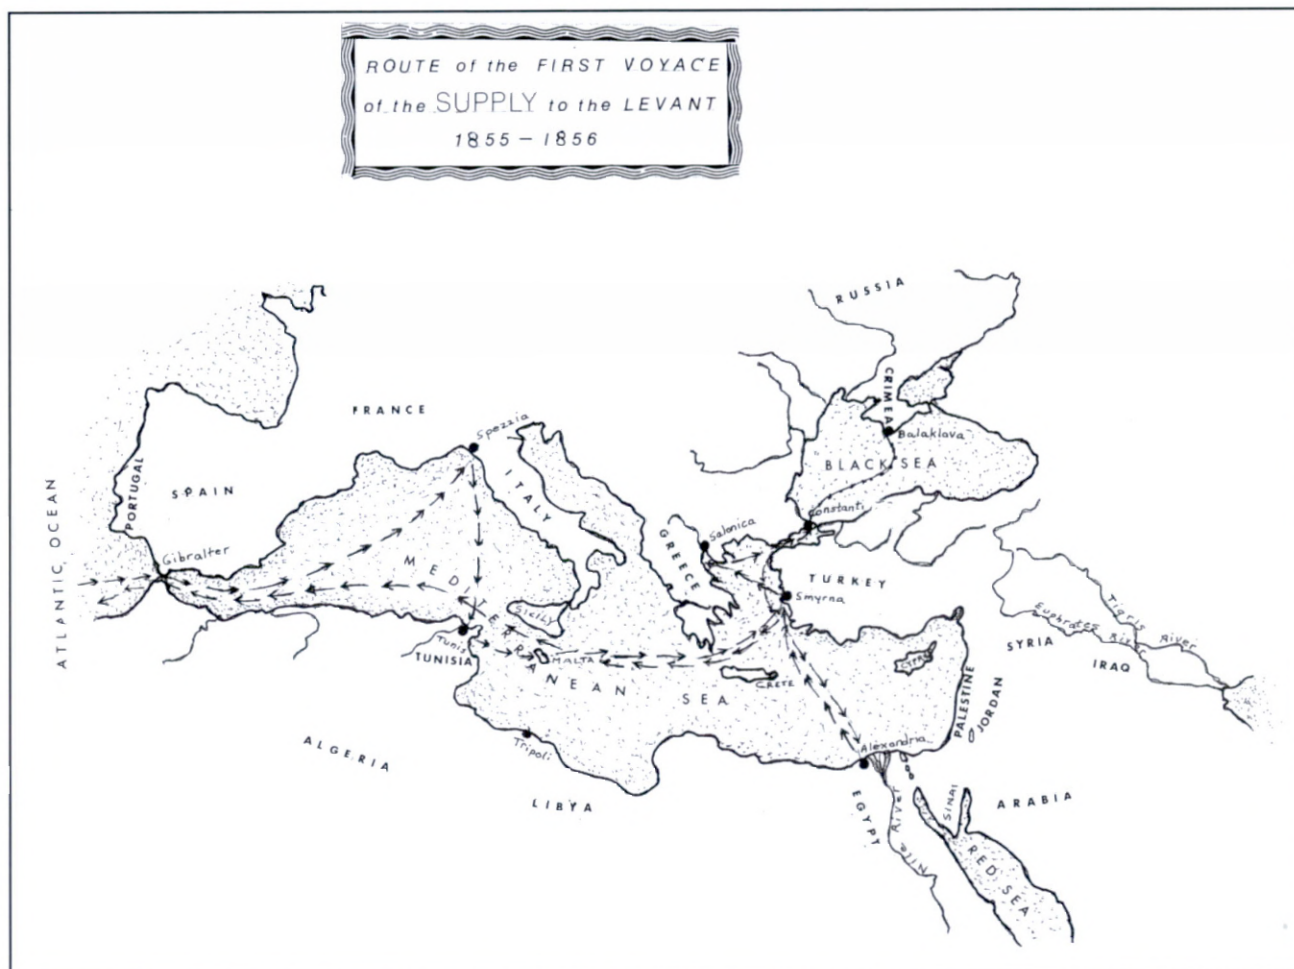 ROUTE of the FIRST VOYACE
of the SUPPLY to the LEVANT
1855 - 1856
RUSSIA
CRIMEA
FRANCE
Spezzia
Balaklava
BLACK SEA
PORTUGAL
SPAIN
ITALY
ATLANTIC OCEAN
Constanti
Salonica
GREECE
Gibralter
MEDITERRANEAN SEA
TURKEY
Smyrna
Tigris River
Euphrates River
Sicily
SYRIA
IRAQ
Tunis
TUNISIA
MALTA
CRETE
PALESTINE
JORDAN
ALGERIA
Tripoli
Alexandria
LIBYA
EGYPT
Nile River
SINAI
ARABIA
RED SEA